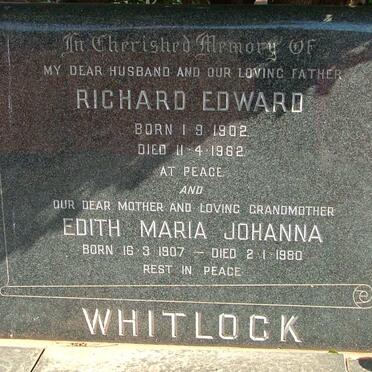 In Cherished Memory Of
MY DEAR HUSBAND AND OUR LOVING FATHER
RICHARD EDWARD
BORN 1·9·1902
DIED 11·4·1962
AT PEACE
AND
OUR DEAR MOTHER AND LOVING GRANDMOTHER
EDITH MARIA JOHANNA
BORN 16·3·1907 — DIED 2·1·1980
REST IN PEACE
WHITLOCK